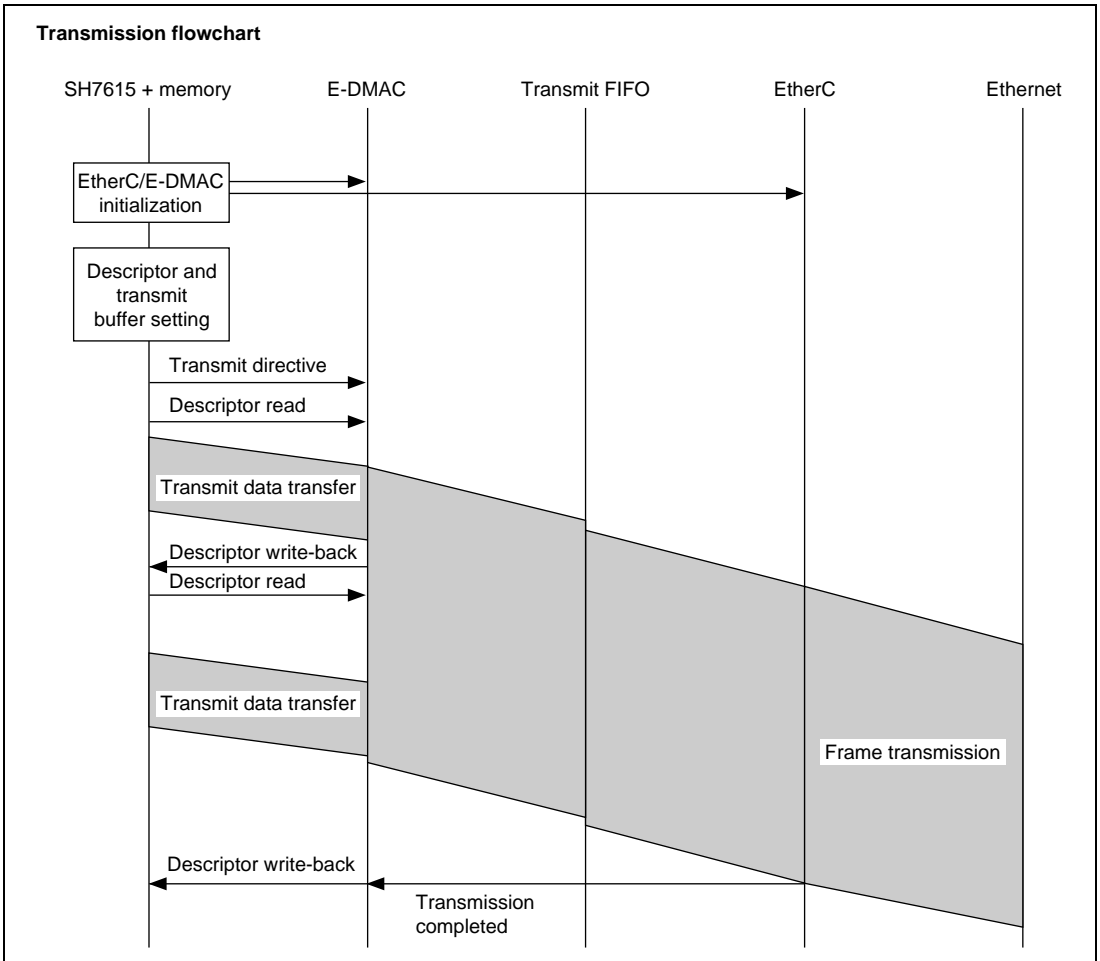 Transmission flowchart
SH7615 + memory
E-DMAC
Transmit FIFO
EtherC
Ethernet
EtherC/E-DMAC
initialization
Descriptor and
transmit
buffer setting
Transmit directive
Descriptor read
Transmit data transfer
Descriptor write-back
Descriptor read
Transmit data transfer
Frame transmission
Descriptor write-back
Transmission
completed